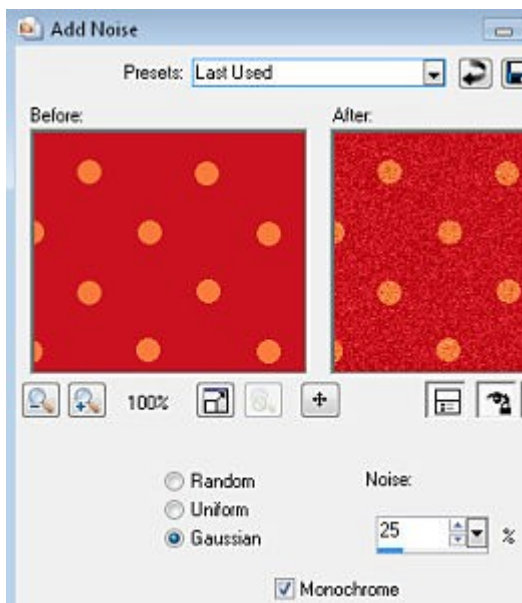 Add Noise
Presets: Last Used
Before: After:
100%
Random Noise:
Uniform
25 %
Gaussian
Monochrome